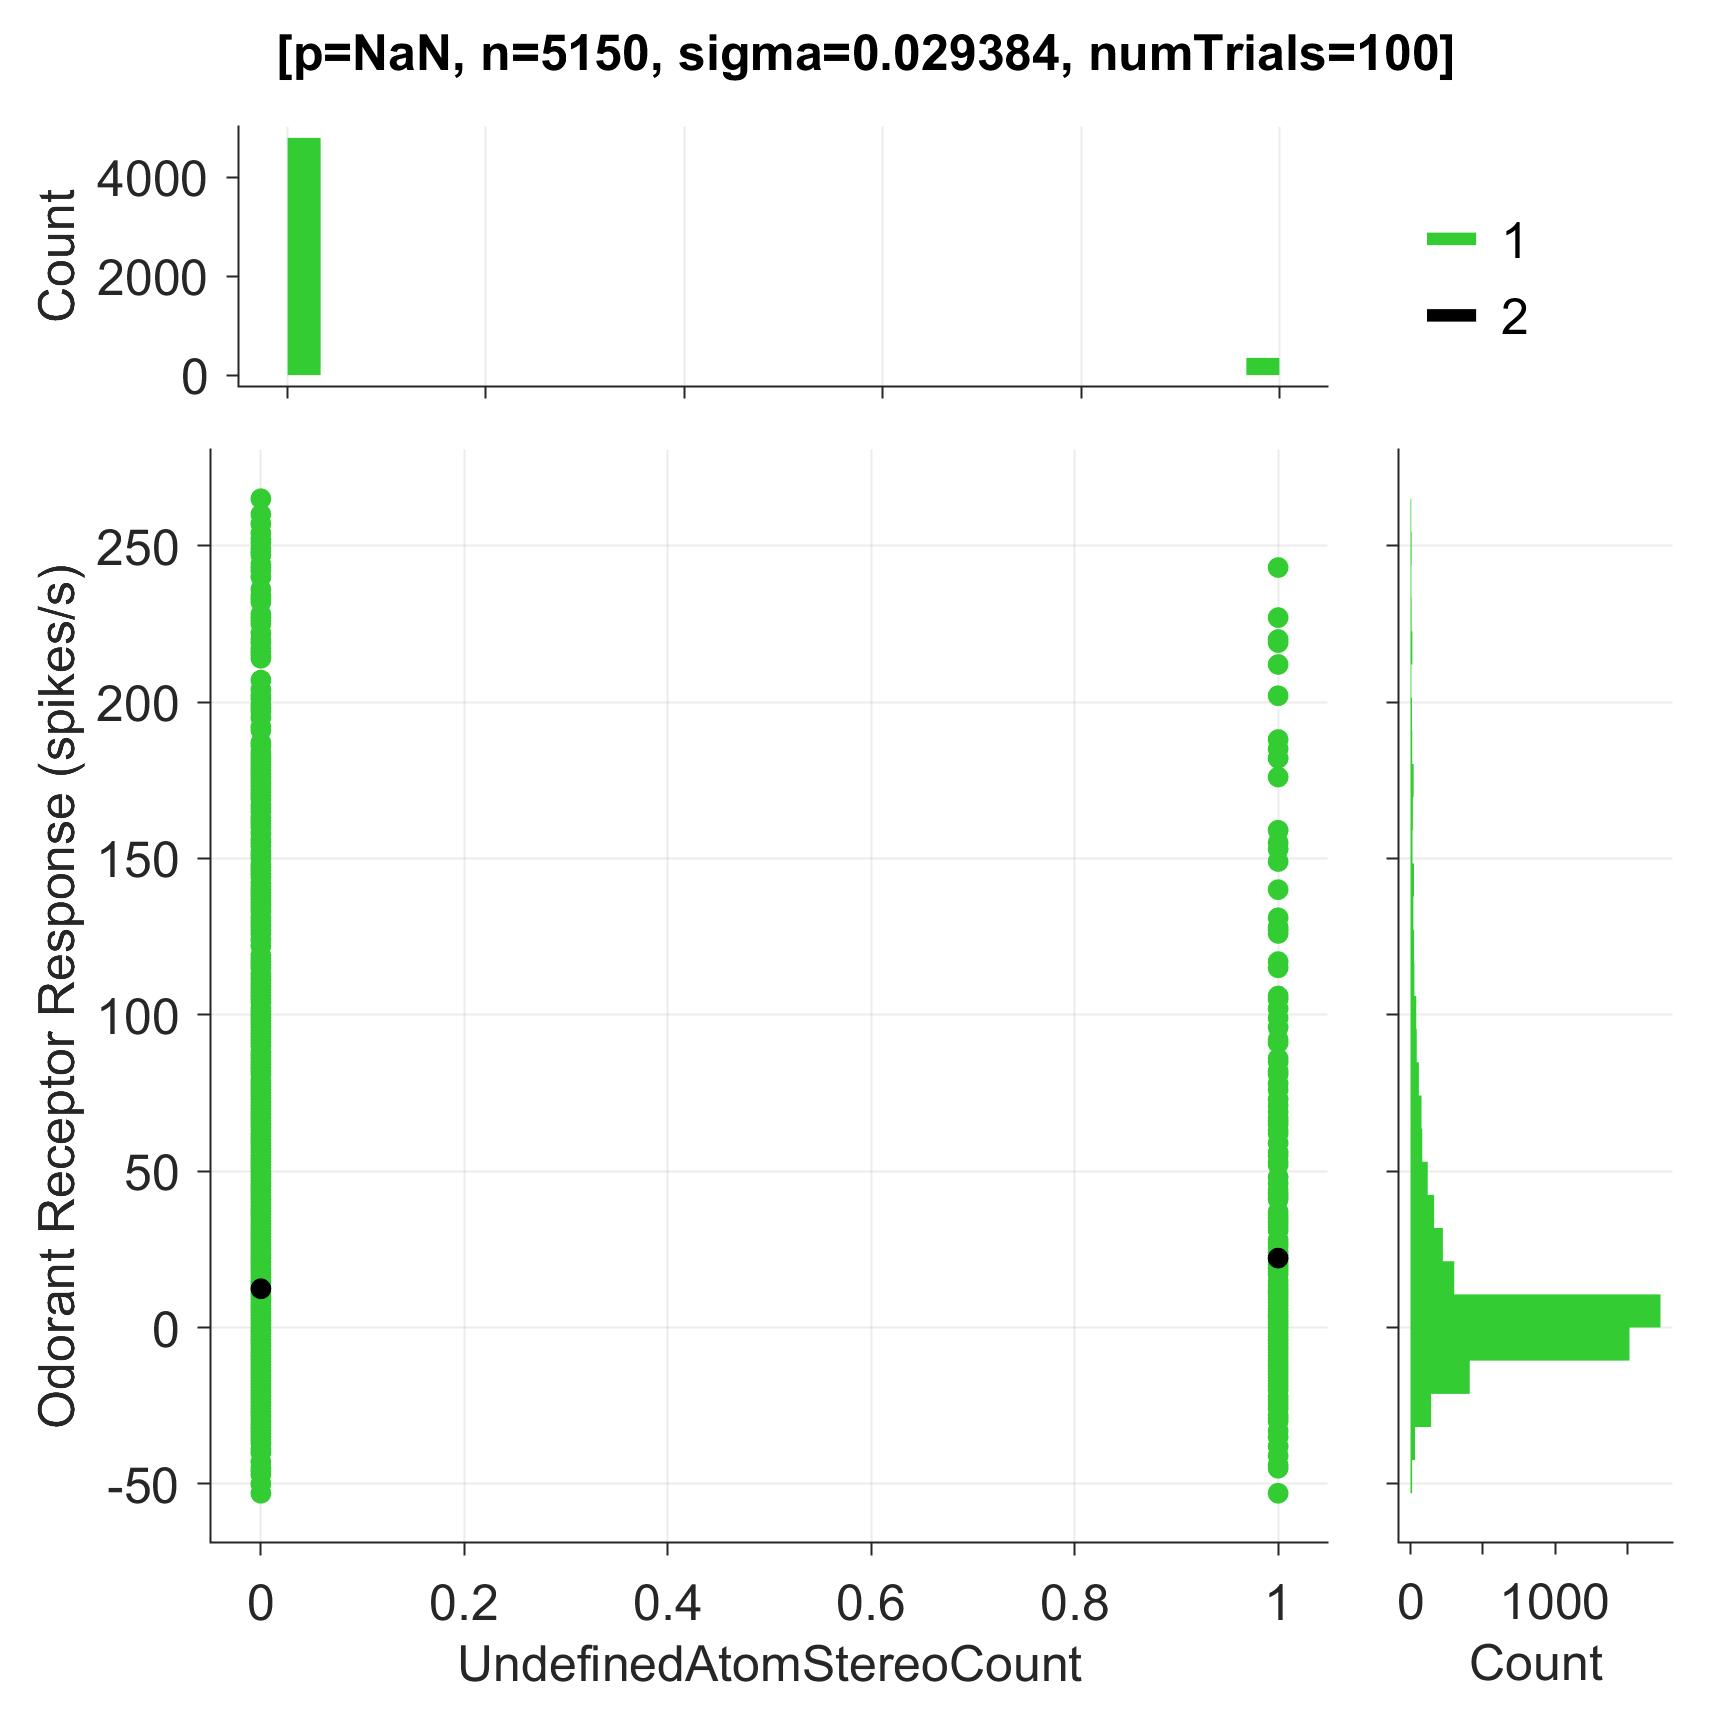 [p=NaN, n=5150, sigma=0.029384, numTrials=100]
Count
4000
2000
0
1
2
Odorant Receptor Response (spikes/s)
250
200
150
100
50
0
-50
0 0.2 0.4 0.6 0.8 1
UndefinedAtomStereoCount
0 1000
Count